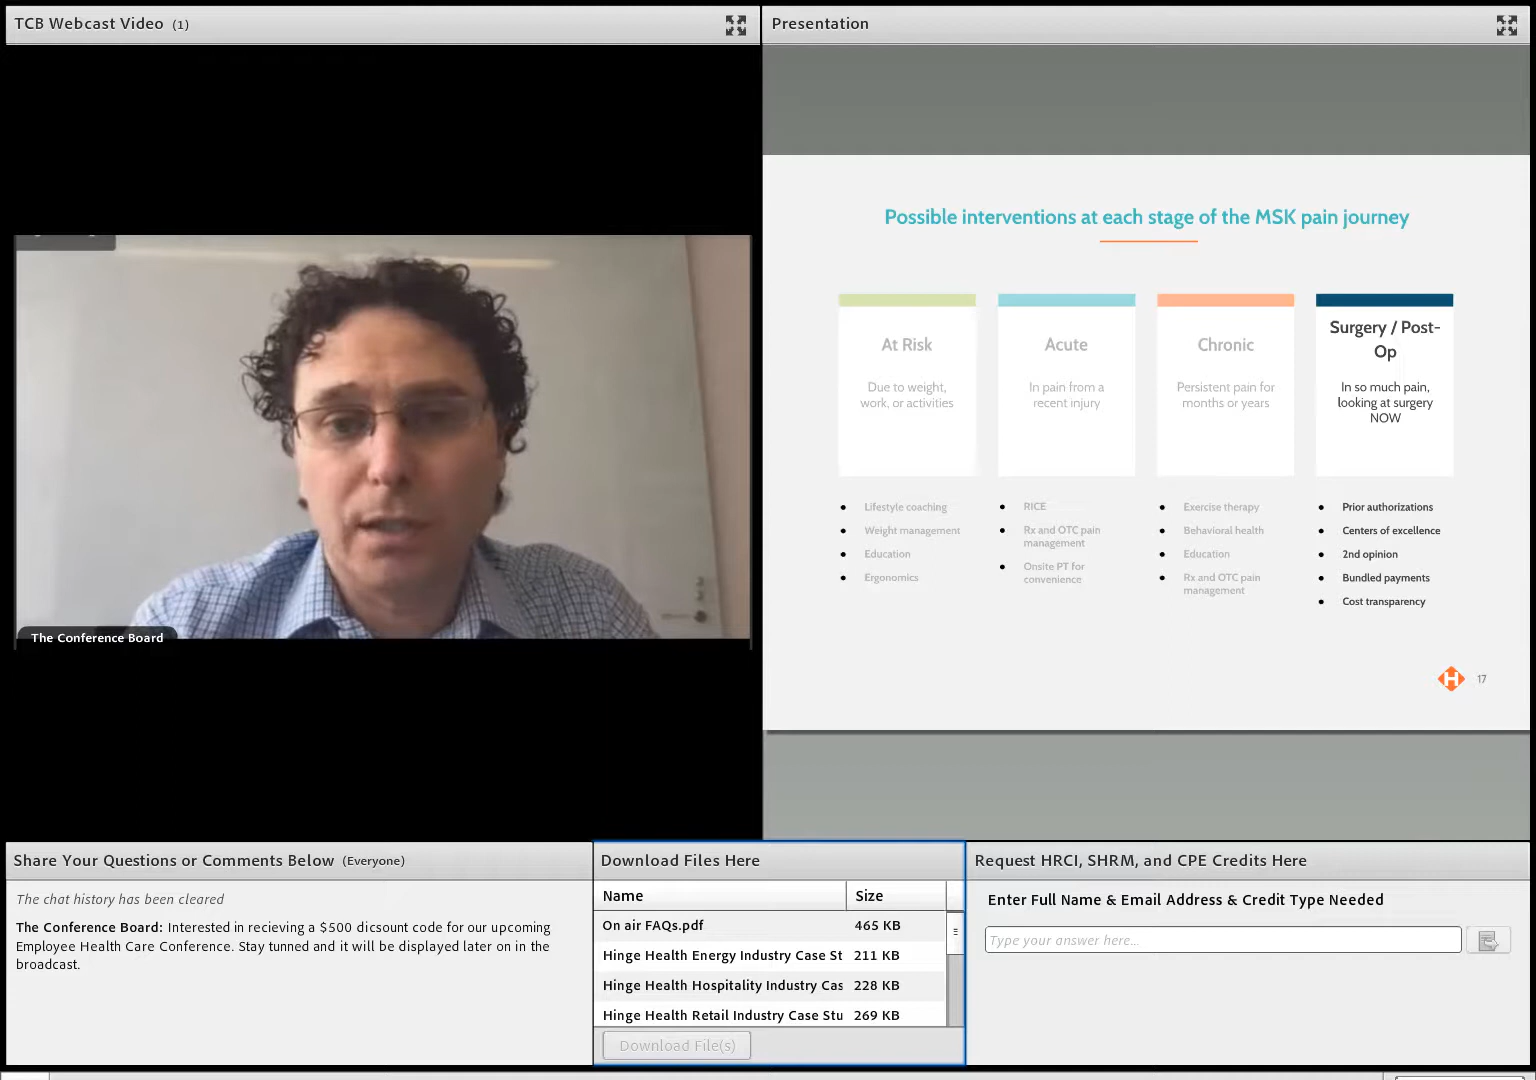 TCB Webcast Video (1)
Presentation
Possible interventions at each stage of the MSK pain journey
At Risk
Due to weight,
work, or activities
Lifestyle coaching
Weight management
Education
Ergonomics
Acute
In pain from a
recent injury
RICE
Rx and OTC pain
management
Onsite PT for
convenience
Chronic
Persistent pain for
months or years
Exercise therapy
Behavioral health
Education
Rx and OTC pain
management
Surgery / Post-
Op
In so much pain,
looking at surgery
NOW
Prior authorizations
Centers of excellence
2nd opinion
Bundled payments
Cost transparency
H
17
The Conference Board
Share Your Questions or Comments Below (Everyone)
The chat history has been cleared
The Conference Board: Interested in recieving a $500 dicsount code for our upcoming
Employee Health Care Conference. Stay tunned and it will be displayed later on in the
broadcast.
Download Files Here
Name Size
On air FAQs.pdf 465 KB
Hinge Health Energy Industry Case St 211 KB
Hinge Health Hospitality Industry Cas 228 KB
Hinge Health Retail Industry Case Stu 269 KB
Download File(s)
Request HRCI, SHRM, and CPE Credits Here
Enter Full Name & Email Address & Credit Type Needed
Type your answer here...